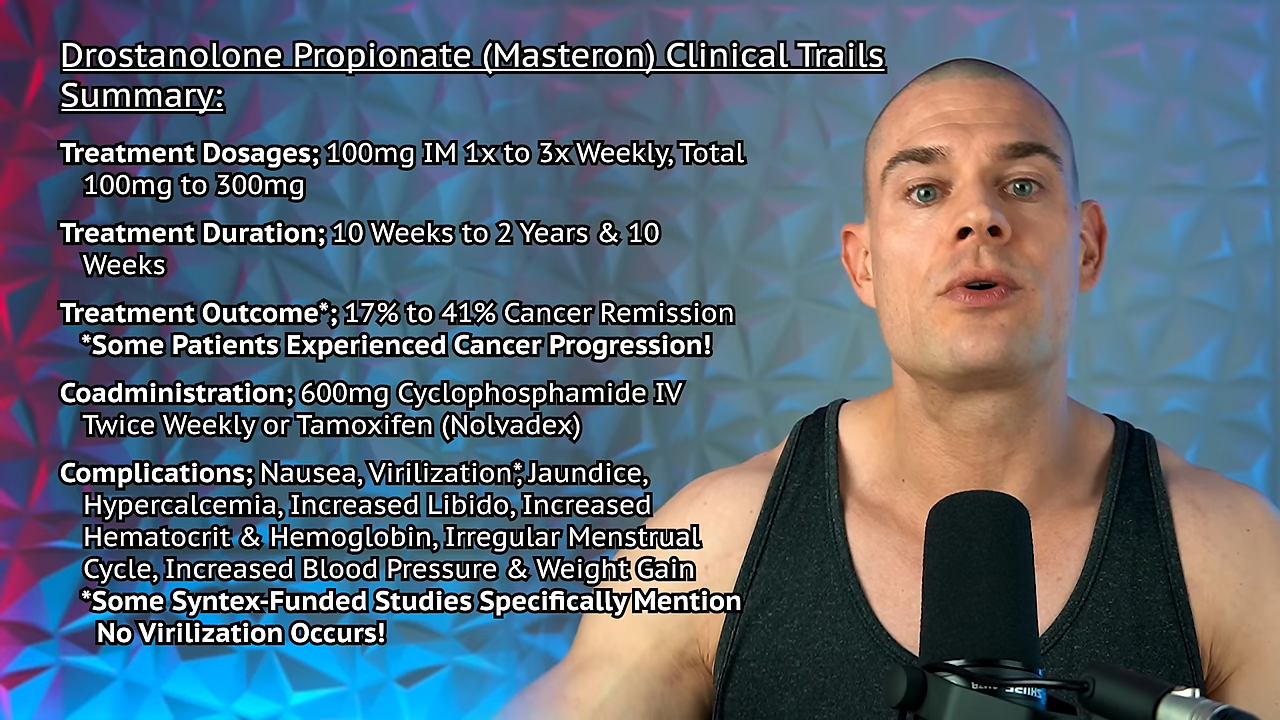 Drostanolone Propionate (Masteron) Clinical Trails
Summary:
Treatment Dosages; 100mg IM 1x to 3x Weekly, Total
100mg to 300mg
Treatment Duration; 10 Weeks to 2 Years & 10
Weeks
Treatment Outcome*; 17% to 41% Cancer Remission
*Some Patients Experienced Cancer Progression!
Coadministration; 600mg Cyclophosphamide IV
Twice Weekly or Tamoxifen (Nolvadex)
Complications; Nausea, Virilization*, Jaundice,
Hypercalcemia, Increased Libido, Increased
Hematocrit & Hemoglobin, Irregular Menstrual
Cycle, Increased Blood Pressure & Weight Gain
*Some Syntex-Funded Studies Specifically Mention
No Virilization Occurs!